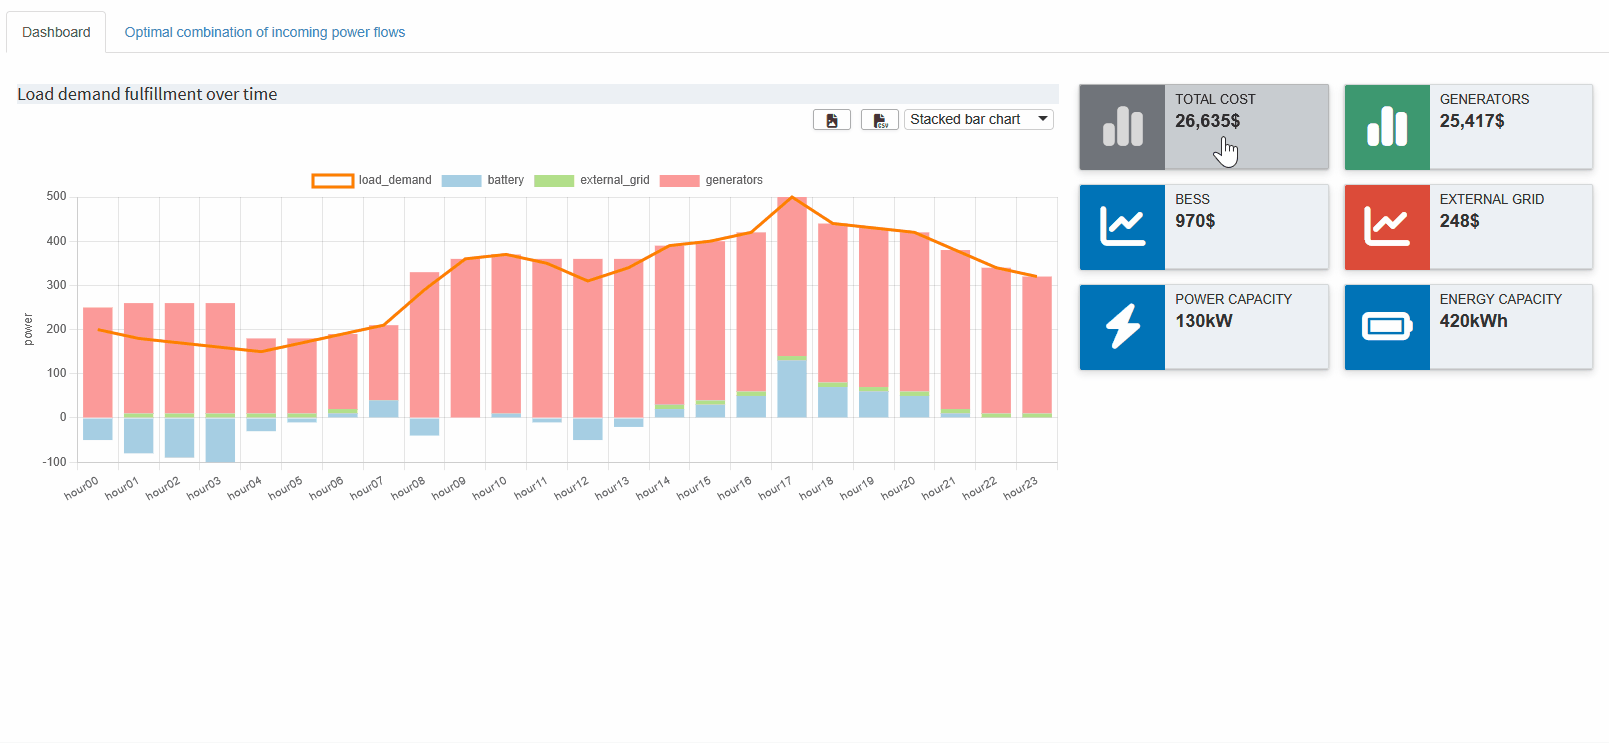 Dashboard
Optimal combination of incoming power flows
Load demand fulfillment over time
CSV
Stacked bar chart
load_demand
battery
external_grid
generators
500
400
300
200
100
0
-100
power
hour00
hour01
hour02
hour03
hour04
hour05
hour06
hour07
hour08
hour09
hour10
hour11
hour12
hour13
hour14
hour15
hour16
hour17
hour18
hour19
hour20
hour21
hour22
hour23
TOTAL COST
26,635$
GENERATORS
25,417$
BESS
970$
EXTERNAL GRID
248$
POWER CAPACITY
130kW
ENERGY CAPACITY
420kWh